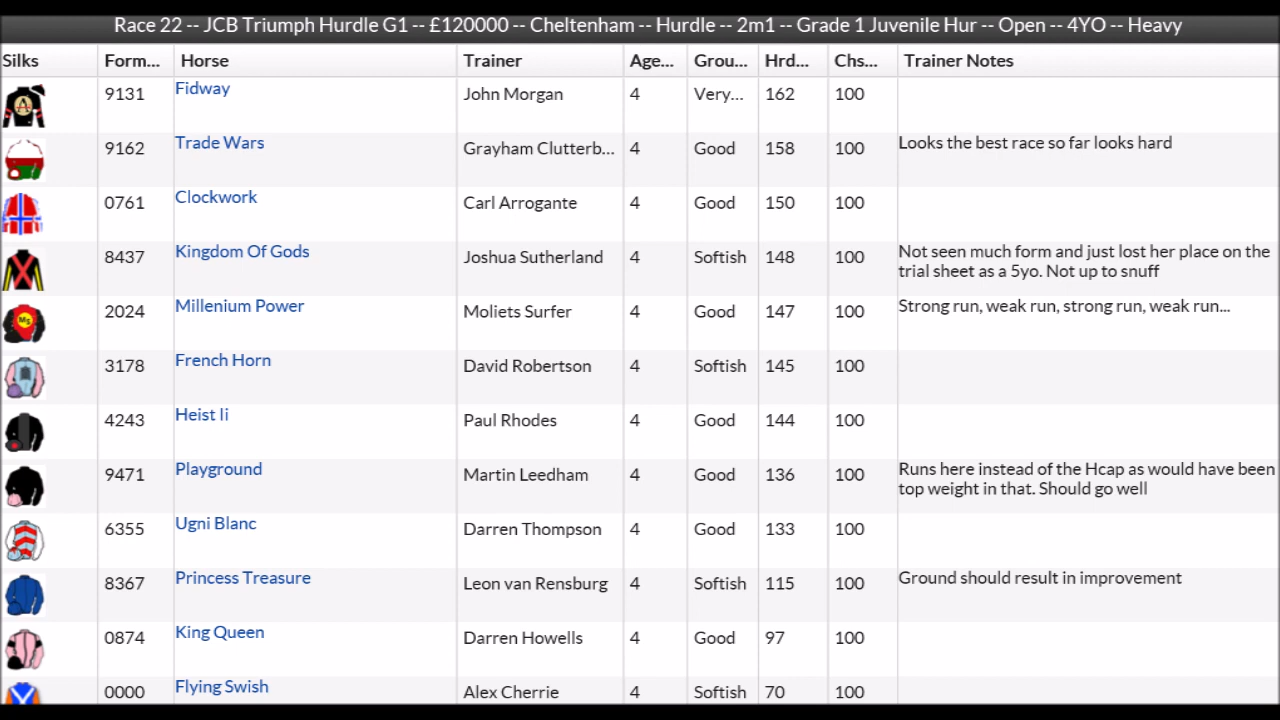 Race 22 -- JCB Triumph Hurdle G1 -- £120000 -- Cheltenham -- Hurdle -- 2m1 -- Grade 1 Juvenile Hur -- Open -- 4YO -- Heavy
Silks Form... Horse Trainer Age... Grou... Hrd... Chs... Trainer Notes
9131 Fidway John Morgan 4 Very... 162 100
9162 Trade Wars Grayham Clutterb... 4 Good 158 100 Looks the best race so far looks hard
0761 Clockwork Carl Arrogante 4 Good 150 100
8437 Kingdom Of Gods Joshua Sutherland 4 Softish 148 100 Not seen much form and just lost her place on the
trial sheet as a 5yo. Not up to snuff
2024 Millenium Power Moliets Surfer 4 Good 147 100 Strong run, weak run, strong run, weak run...
3178 French Horn David Robertson 4 Softish 145 100
4243 Heist Ii Paul Rhodes 4 Good 144 100
9471 Playground Martin Leedham 4 Good 136 100 Runs here instead of the Hcap as would have been
top weight in that. Should go well
6355 Ugni Blanc Darren Thompson 4 Good 133 100
8367 Princess Treasure Leon van Rensburg 4 Softish 115 100 Ground should result in improvement
0874 King Queen Darren Howells 4 Good 97 100
0000 Flying Swish Alex Cherrie 4 Softish 70 100